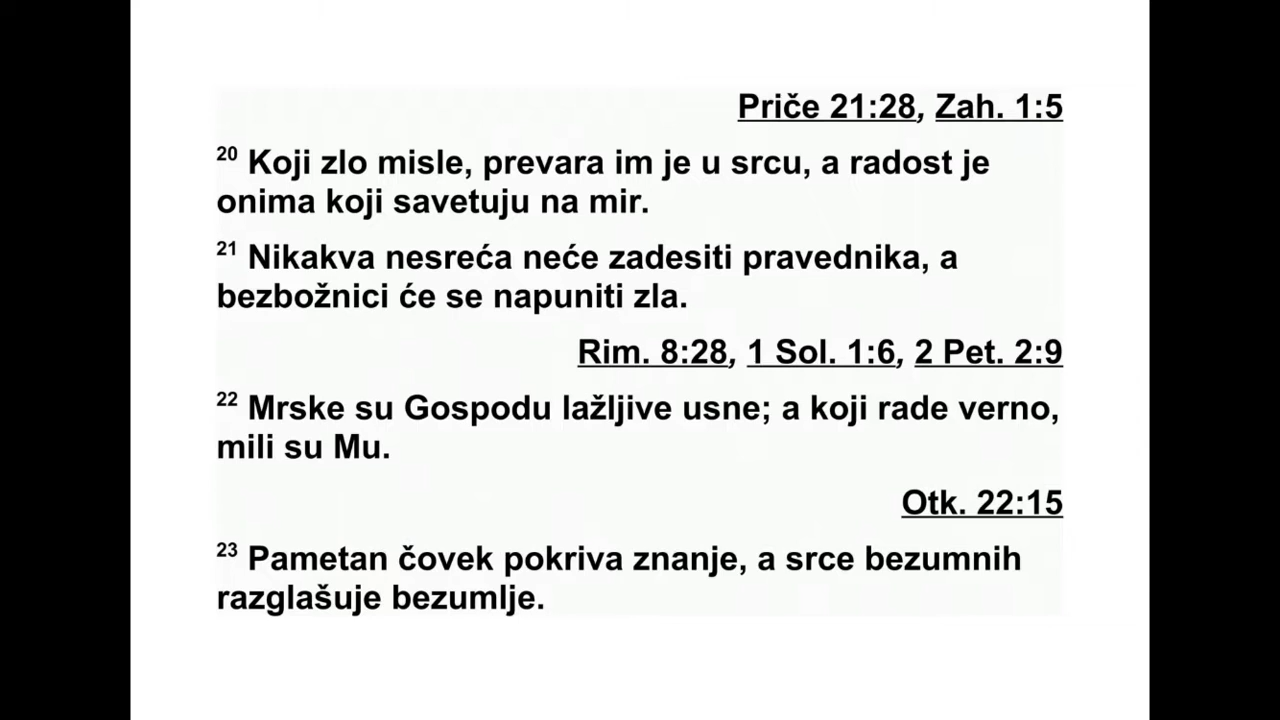 Priče 21:28, Zah. 1:5
20 Koji zlo misle, prevara im je u srcu, a radost je
onima koji savetuju na mir.
21 Nikakva nesreća neće zadesiti pravednika, a
bezbožnici će se napuniti zla.
Rim. 8:28, 1 Sol. 1:6, 2 Pet. 2:9
22 Mrske su Gospodu lažljive usne; a koji rade verno,
mili su Mu.
Otk. 22:15
23 Pametan čovek pokriva znanje, a srce bezumnih
razglašuje bezumlje.